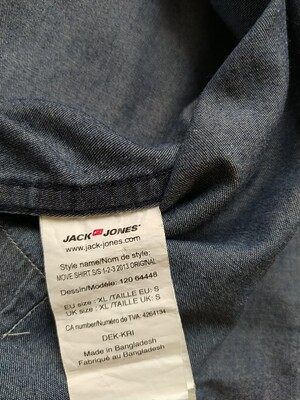 JACK & JONES
www.jack-jones.com
Style name/Nom de style:
MOVE SHIRT S/S 1-2-3 2013 ORIGINAL
Dessin/Modèle: 120 64448
EU size : XL /TAILLE EU: S
UK size : XL /TAILLE UK: S
CA number/Numéro de TVA: 4264134
DEK-KRI
Made in Bangladesh
Fabriqué au Bangladesh